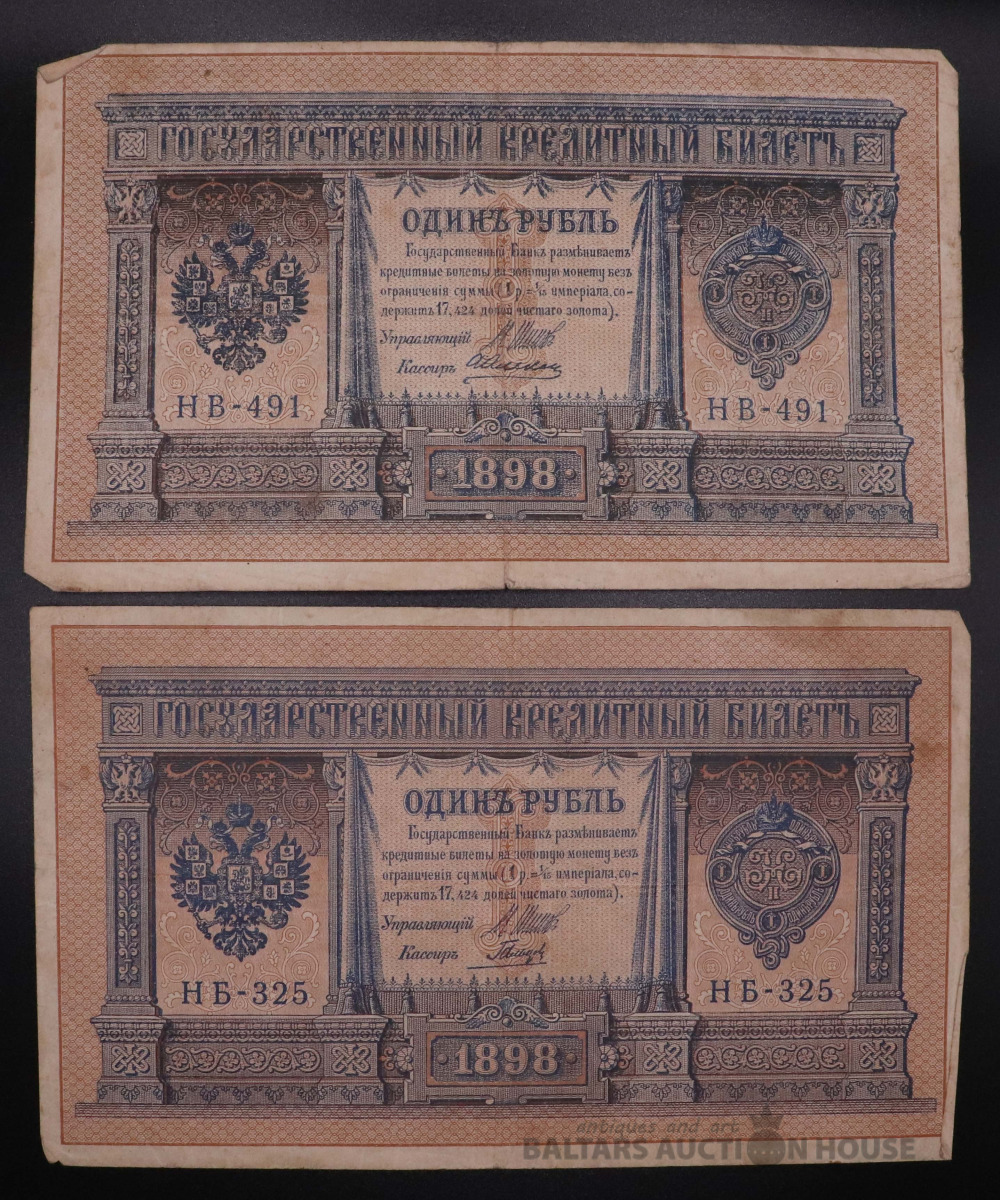 ГОСУДАРСТВЕННЫЙ КРЕДИТНЫЙ БИЛЕТЪ
ОДИНЪ РУБЛЬ
Государственный Банкъ размѣниваетъ
кредитные билеты на золотую монету безъ
ограниченія суммы (1 р. = 1/15 имперіала, со-
держитъ 17,424 долей чистаго золота).
Управляющій
Кассиръ
НВ-491 НВ-491
1898
ГОСУДАРСТВЕННЫЙ КРЕДИТНЫЙ БИЛЕТЪ
ОДИНЪ РУБЛЬ
Государственный Банкъ размѣниваетъ
кредитные билеты на золотую монету безъ
ограниченія суммы (1 р. = 1/15 имперіала, со-
держитъ 17,424 долей чистаго золота).
Управляющій
Кассиръ
НБ-325 НБ-325
1898
antiques and art
BALTARS AUCTION HOUSE